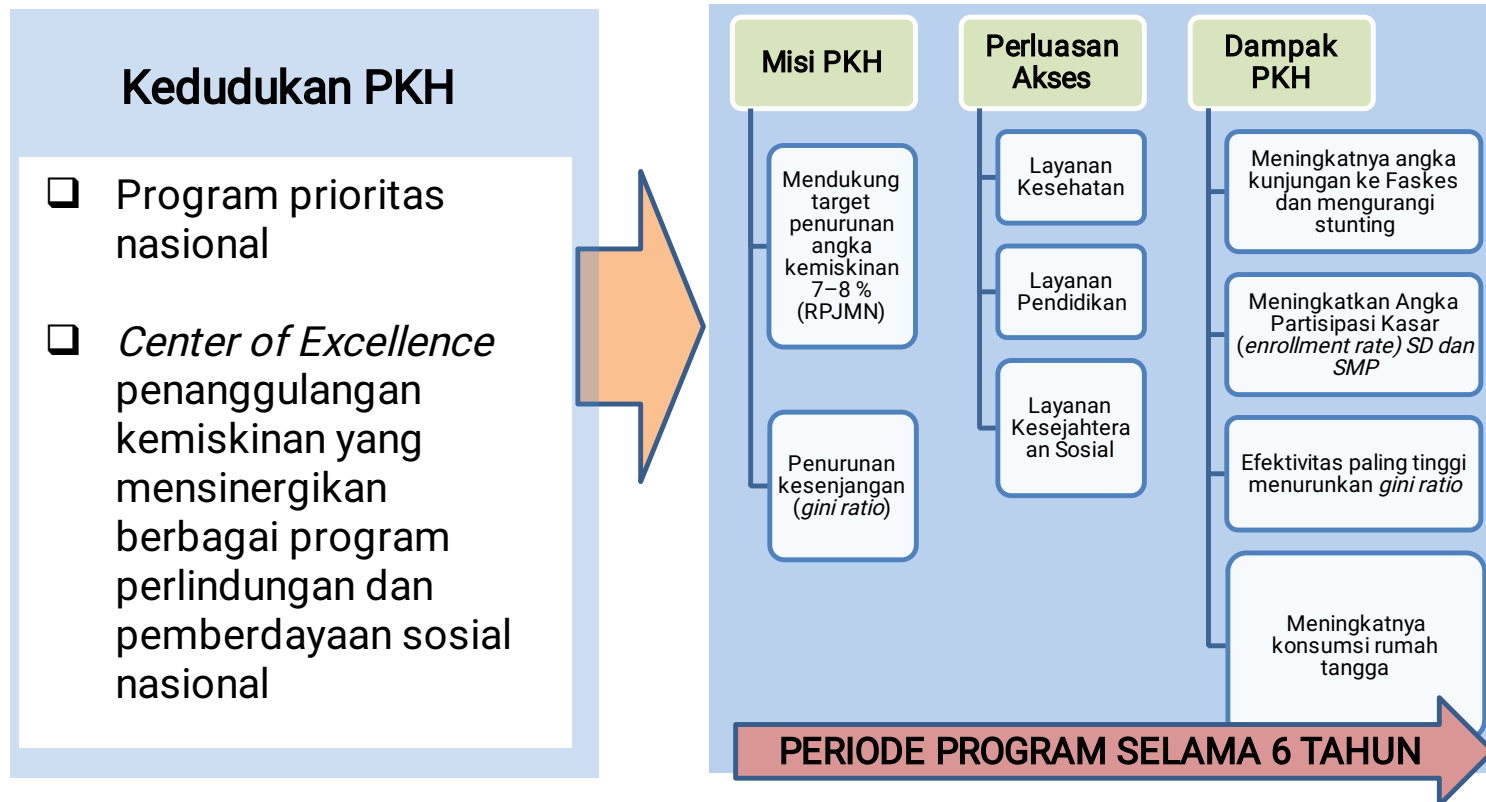 Kedudukan PKH
❑ Program prioritas
nasional
❑ Center of Excellence
penanggulangan
kemiskinan yang
mensinergikan
berbagai program
perlindungan dan
pemberdayaan sosial
nasional
Misi PKH
Mendukung
target
penurunan
angka
kemiskinan
7–8 %
(RPJMN)
Penurunan
kesenjangan
(gini ratio)
Perluasan
Akses
Layanan
Kesehatan
Layanan
Pendidikan
Layanan
Kesejahtera
an Sosial
Dampak
PKH
Meningkatnya angka
kunjungan ke Faskes
dan mengurangi
stunting
Meningkatkan Angka
Partisipasi Kasar
(enrollment rate) SD dan
SMP
Efektivitas paling tinggi
menurunkan gini ratio
Meningkatnya
konsumsi rumah
tangga
PERIODE PROGRAM SELAMA 6 TAHUN